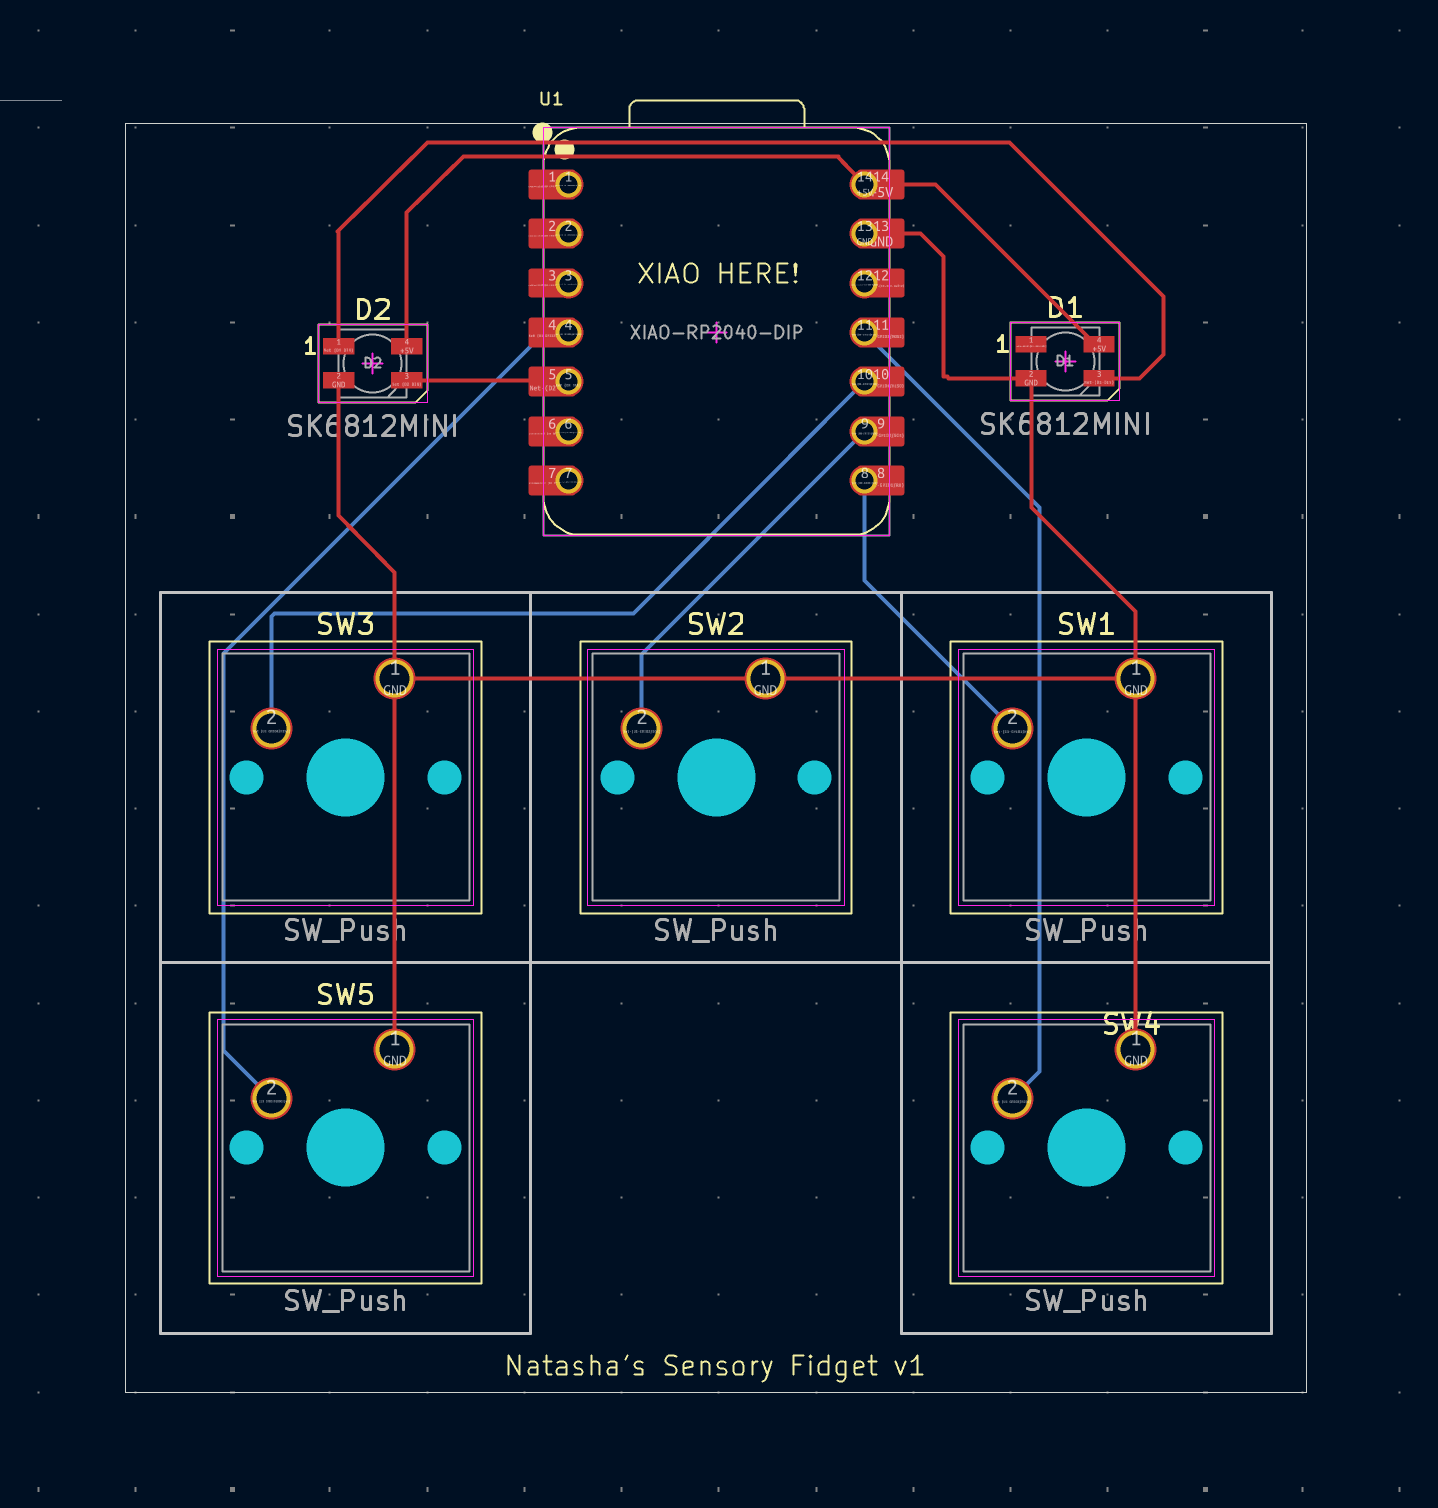 U1
1 1
14 14
+5V +5V
2 2
13 13
GND GND
3 3
12 12
XIAO HERE!
4 4
11 11
XIAO-RP2040-DIP
D2
D1
1
1 4
+5V
D2
2 3
GND
1
1 4
+5V
D1
2 3
GND
5 5
10 10
6 6
9 9
7 7
8 8
SK6812MINI
SK6812MINI
SW3
SW2
SW1
1
GND
1
GND
1
GND
2
2
2
SW_Push
SW_Push
SW_Push
SW5
SW4
1
GND
1
GND
2
2
SW_Push
SW_Push
Natasha's Sensory Fidget v1